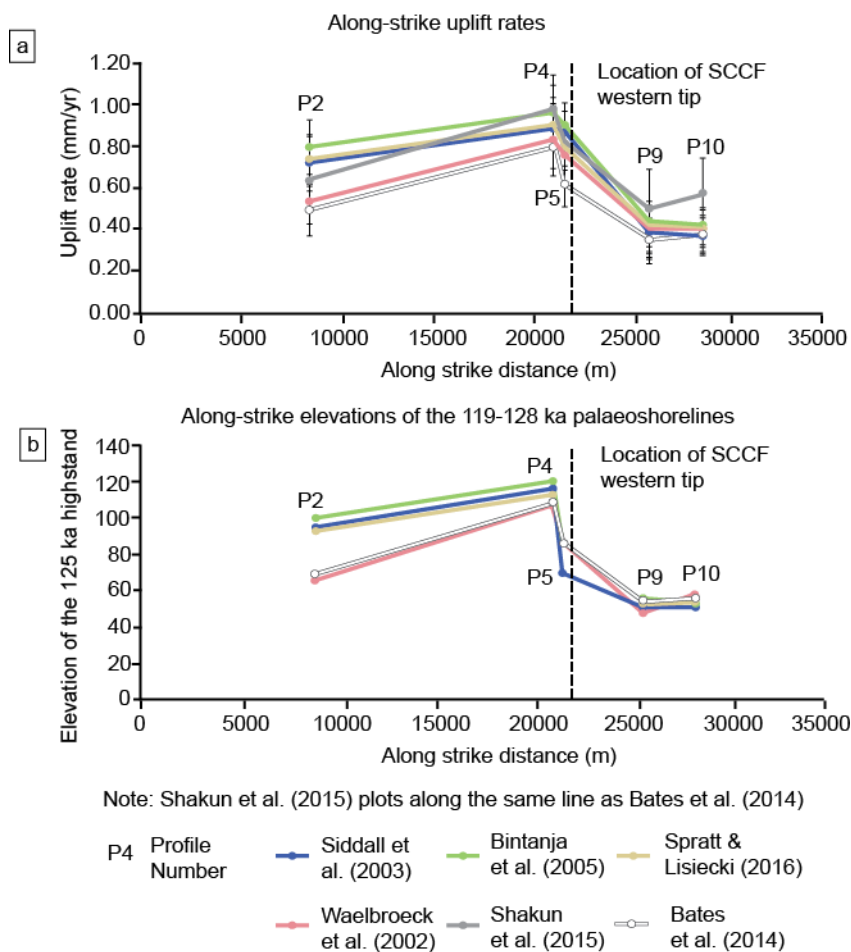 Along-strike uplift rates
a
1.20
1.00
0.80
0.60
0.40
0.20
0.00
Uplift rate (mm/yr)
P2
P4
P5
P9
P10
Location of SCCF
western tip
0 5000 10000 15000 20000 25000 30000 35000
Along strike distance (m)
Along-strike elevations of the 119-128 ka palaeoshorelines
b
140
120
100
80
60
40
20
0
Elevation of the 125 ka highstand
P2
P4
P5
P9
P10
Location of SCCF
western tip
0 5000 10000 15000 20000 25000 30000 35000
Along strike distance (m)
Note: Shakun et al. (2015) plots along the same line as Bates et al. (2014)
P4 Profile
Number
Siddall et
al. (2003)
Bintanja
et al. (2005)
Spratt &
Lisiecki (2016)
Waelbroeck
et al. (2002)
Shakun
et al. (2015)
Bates
et al. (2014)